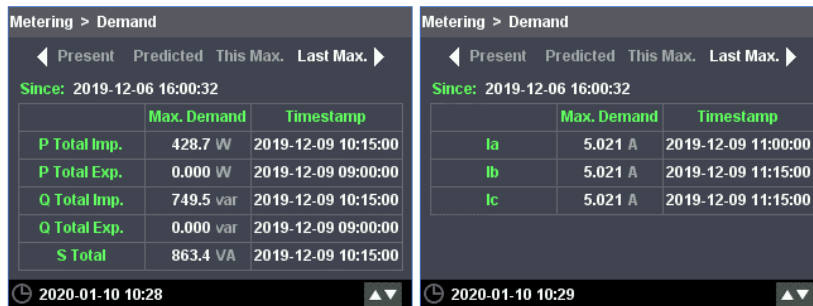 Metering > Demand
Present Predicted This Max. Last Max.
Since: 2019-12-06 16:00:32
Max. Demand Timestamp
P Total Imp. 428.7 W 2019-12-09 10:15:00
P Total Exp. 0.000 W 2019-12-09 09:00:00
Q Total Imp. 749.5 var 2019-12-09 10:15:00
Q Total Exp. 0.000 var 2019-12-09 09:00:00
S Total 863.4 VA 2019-12-09 10:15:00
2020-01-10 10:28
Metering > Demand
Present Predicted This Max. Last Max.
Since: 2019-12-06 16:00:32
Max. Demand Timestamp
Ia 5.021 A 2019-12-09 11:00:00
Ib 5.021 A 2019-12-09 11:15:00
Ic 5.021 A 2019-12-09 11:15:00
2020-01-10 10:29